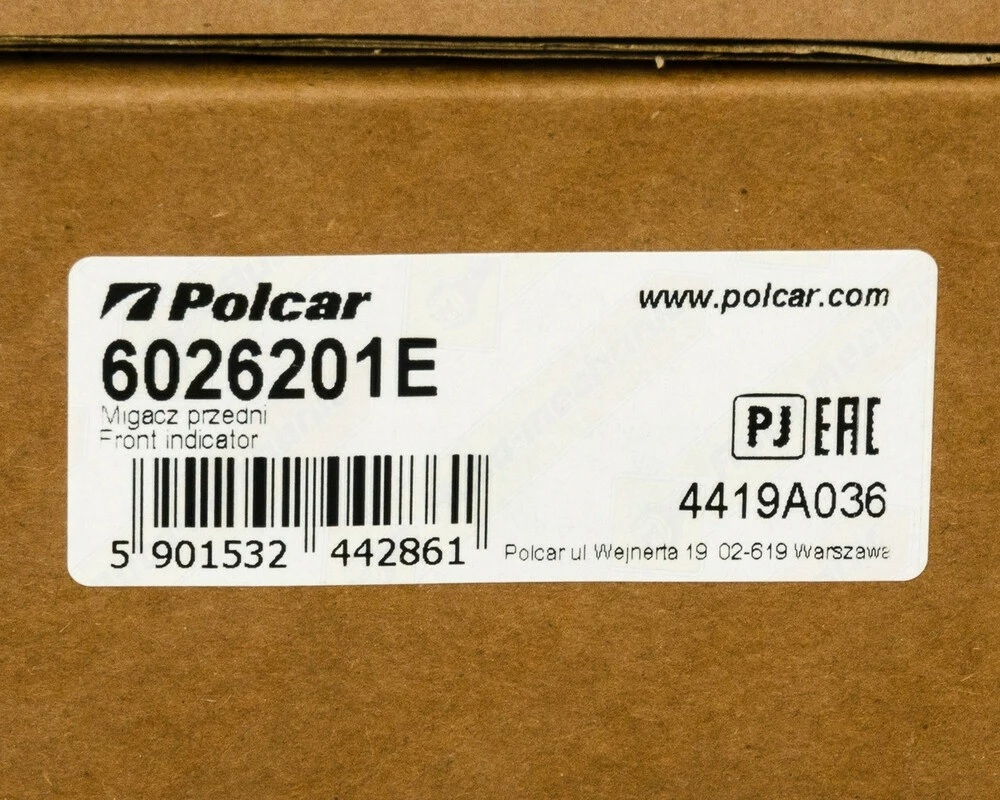 Polcar
www.polcar.com
6026201E
Migacz przedni
Front indicator
PJ EAC
4419A036
5 901532 442861
Polcar ul Wejnerta 19 02-619 Warszawa